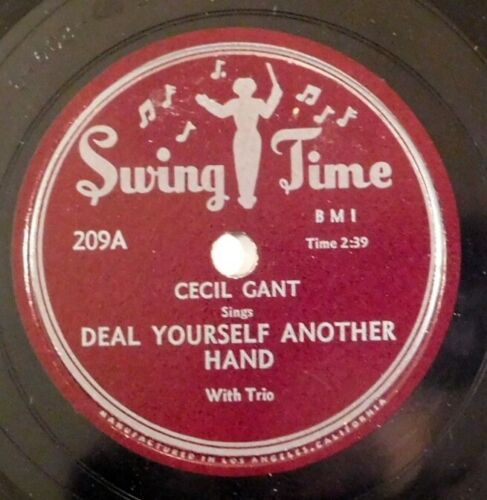 Swing Time
BMI
209A
Time 2:39
CECIL GANT
Sings
DEAL YOURSELF ANOTHER
HAND
With Trio
MANUFACTURED IN LOS ANGELES, CALIFORNIA